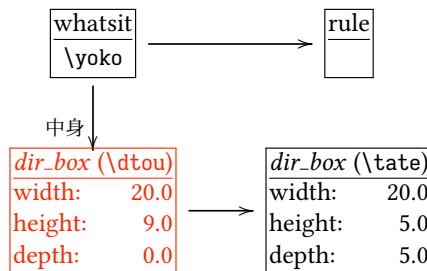 whatsit
\yoko
rule
中身
dir_box (\dtou)
width: 20.0
height: 9.0
depth: 0.0
dir_box (\tate)
width: 20.0
height: 5.0
depth: 5.0